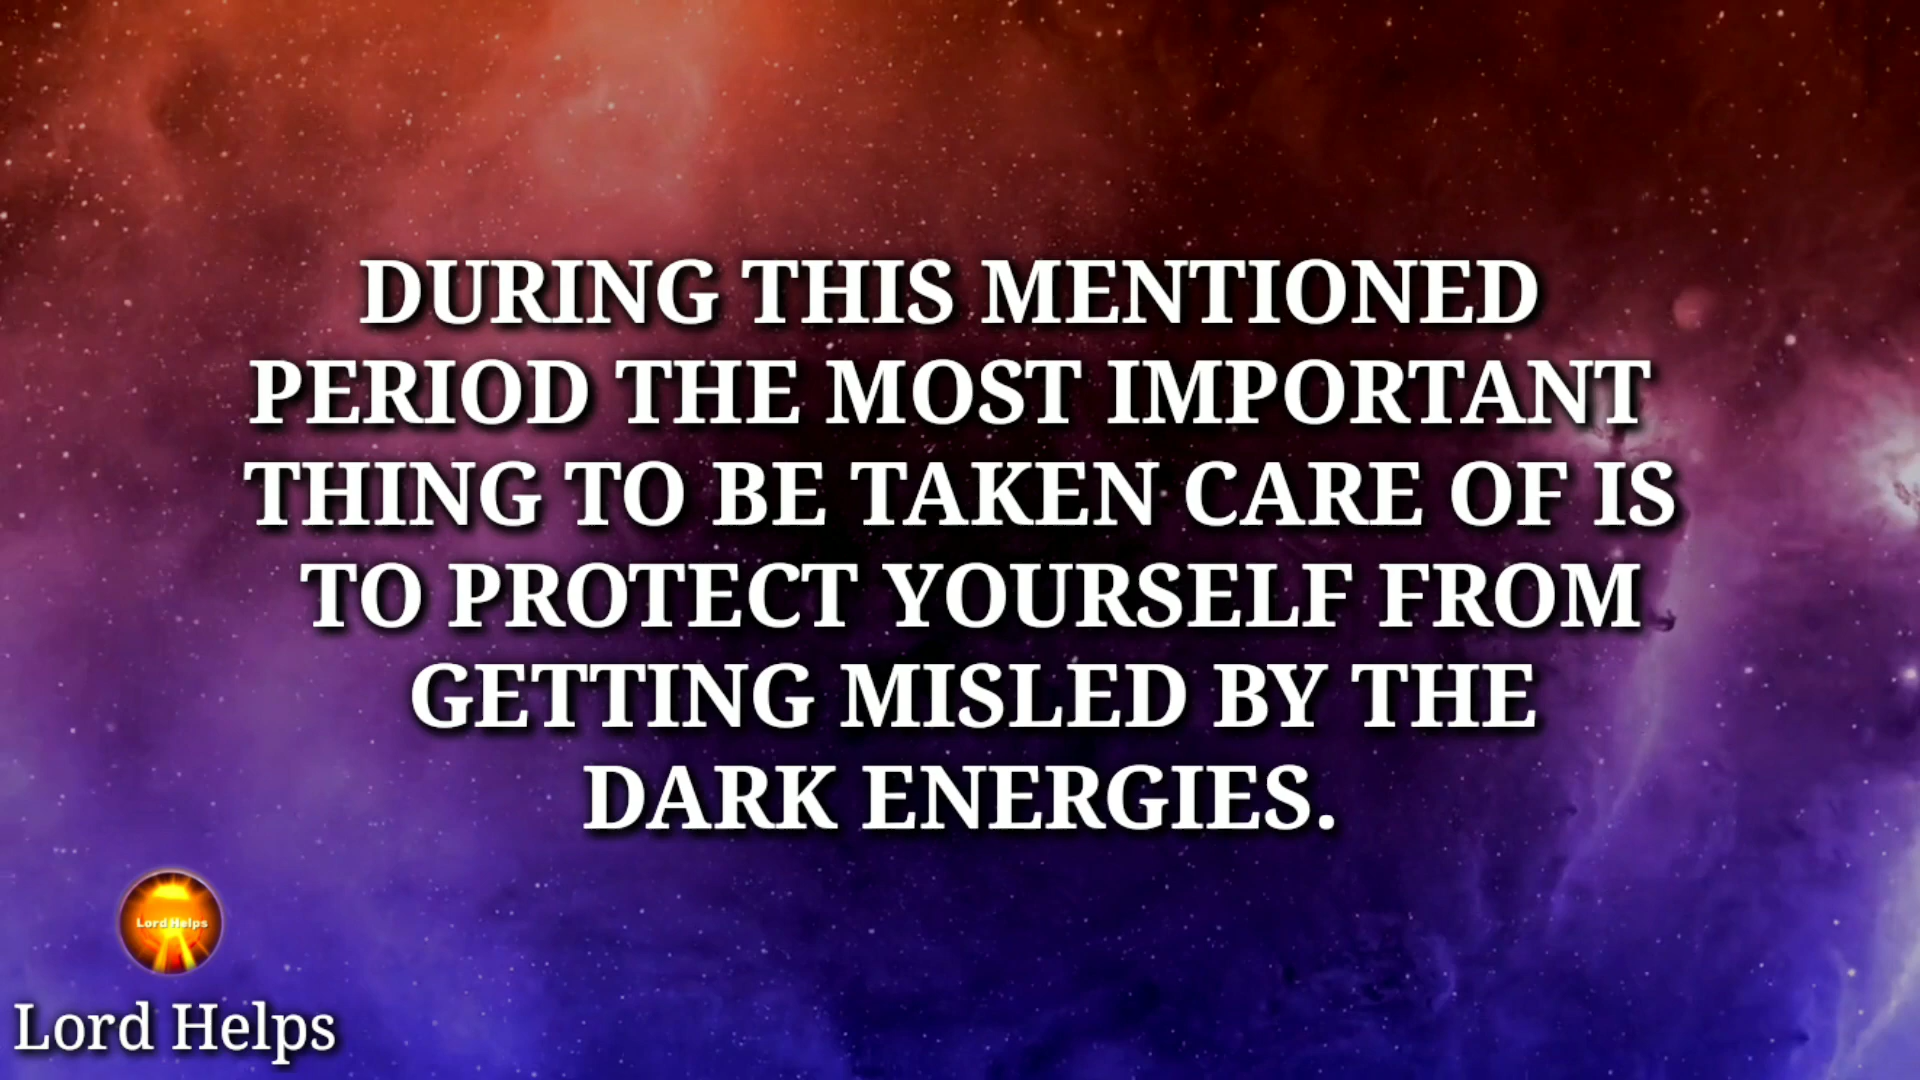 DURING THIS MENTIONED
PERIOD THE MOST IMPORTANT
THING TO BE TAKEN CARE OF IS
TO PROTECT YOURSELF FROM
GETTING MISLED BY THE
DARK ENERGIES.
Lord Helps
Lord Helps